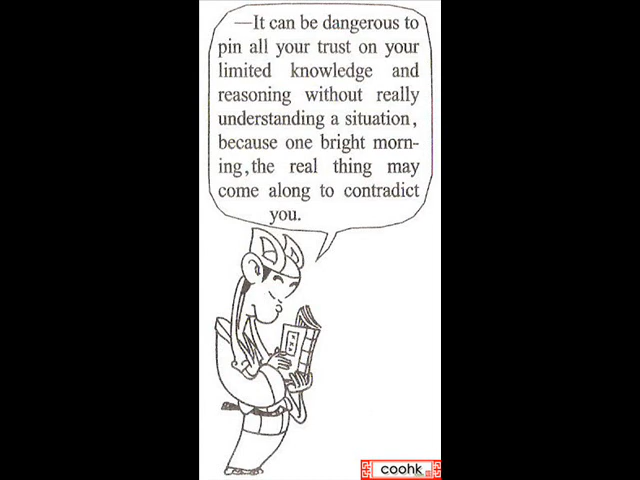 —It can be dangerous to
pin all your trust on your
limited knowledge and
reasoning without really
understanding a situation,
because one bright morn-
ing, the real thing may
come along to contradict
you.
coohk